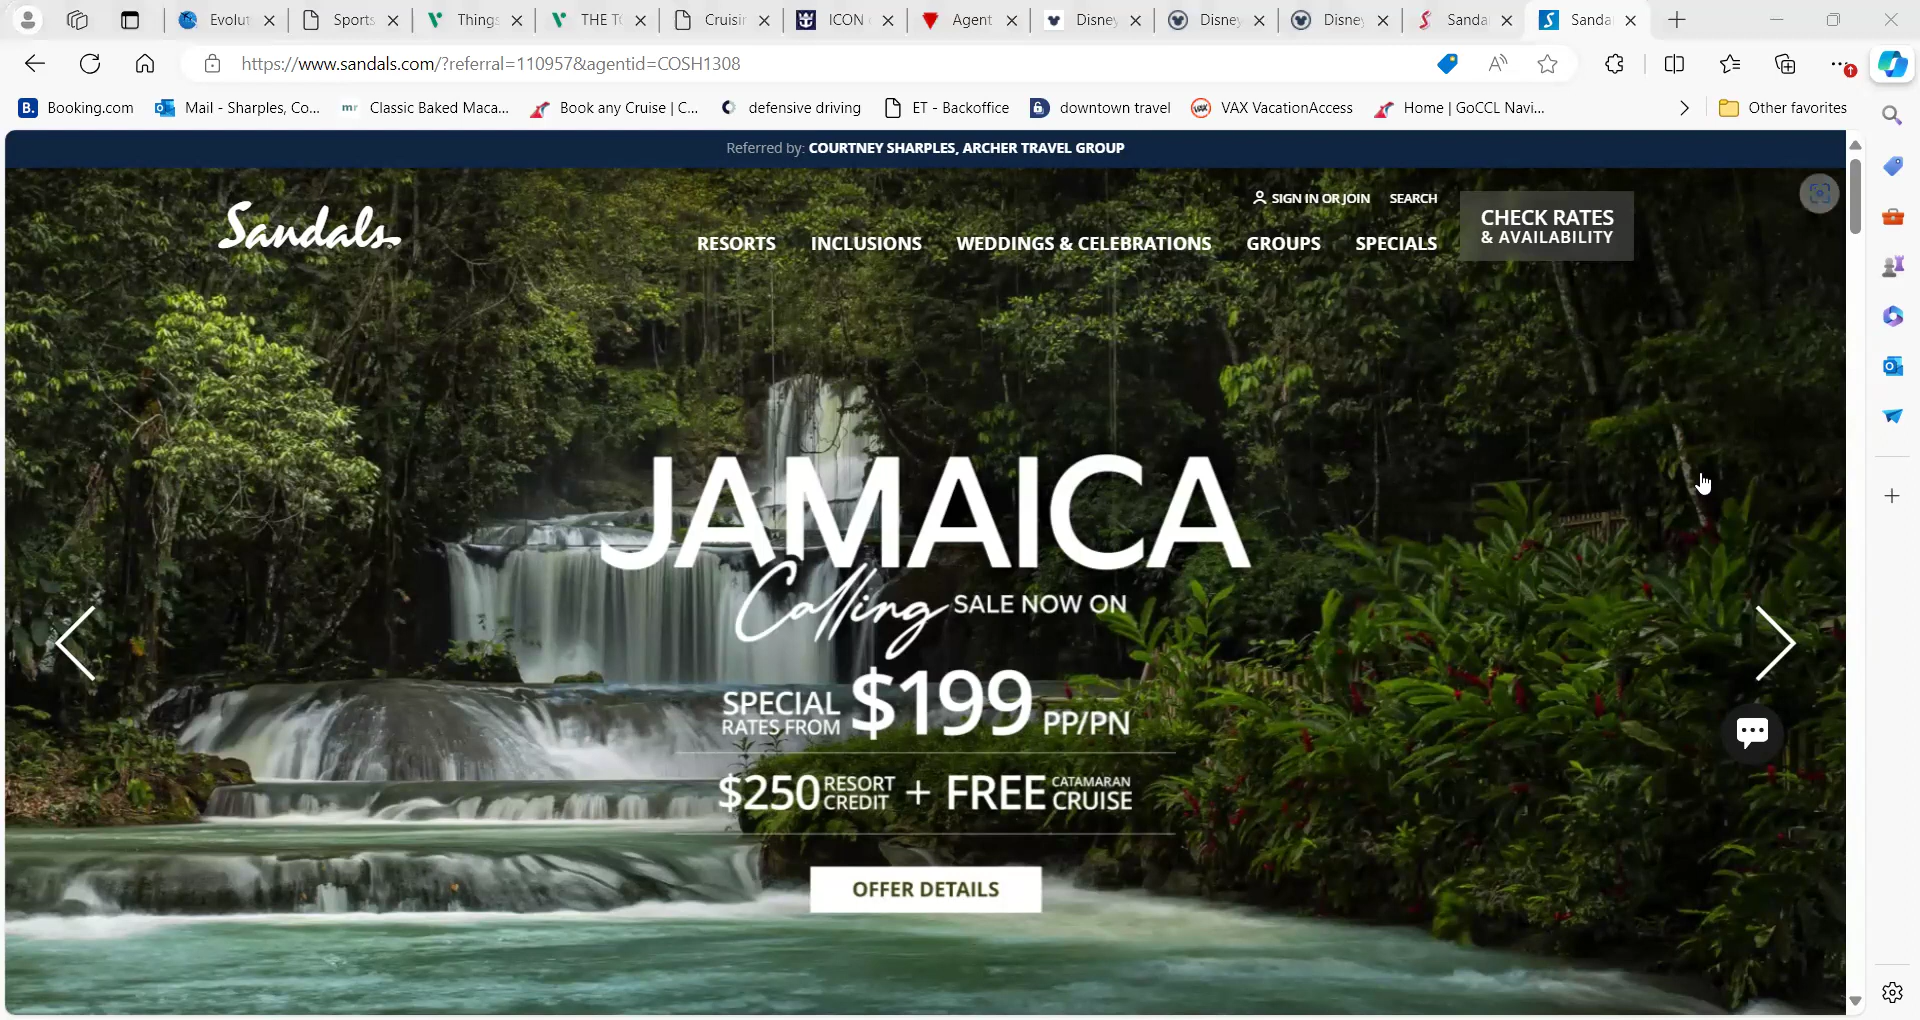 Evolut
Sports
Things
THE T
Cruisin
ICON
Agent
Disney
Disney
Disney
Sanda
Sanda
https://www.sandals.com/?referral=110957&agentid=COSH1308
Booking.com
Mail - Sharples, Co...
mr Classic Baked Maca...
Book any Cruise | C...
defensive driving
ET - Backoffice
downtown travel
VAX VacationAccess
Home | GoCCL Navi...
Other favorites
Referred by: COURTNEY SHARPLES, ARCHER TRAVEL GROUP
Sandals
SIGN IN OR JOIN SEARCH
RESORTS INCLUSIONS WEDDINGS & CELEBRATIONS GROUPS SPECIALS
CHECK RATES
& AVAILABILITY
JAMAICA
Calling SALE NOW ON
SPECIAL
RATES FROM
$199 PP/PN
$250 RESORT
CREDIT
+ FREE CATAMARAN
CRUISE
OFFER DETAILS